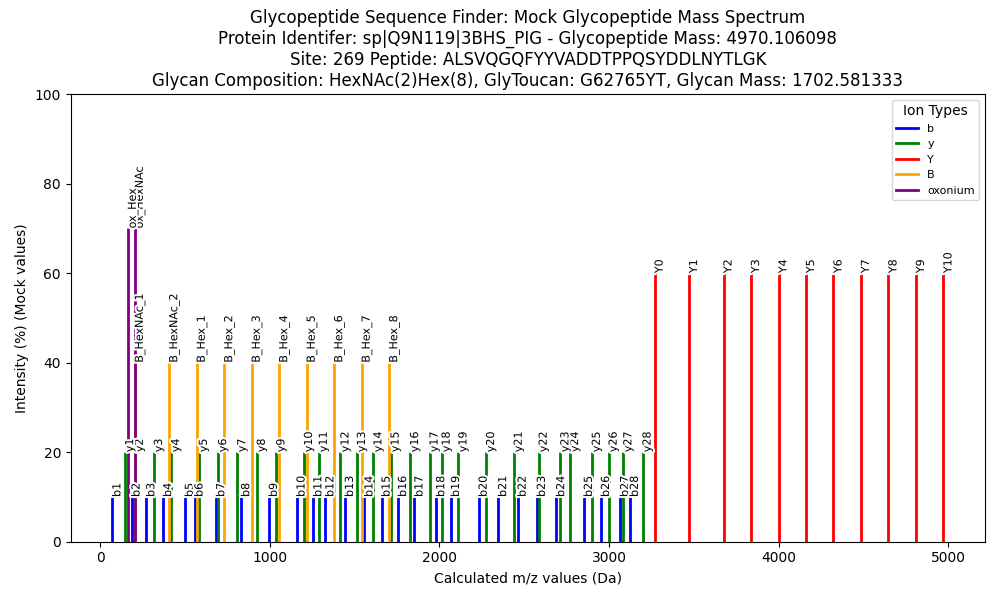 Glycopeptide Sequence Finder: Mock Glycopeptide Mass Spectrum
Protein Identifer: sp|Q9N119|3BHS_PIG - Glycopeptide Mass: 4970.106098
Site: 269 Peptide: ALSVQGQFYYVADDTPPQSYDDLNYTLGK
Glycan Composition: HexNAc(2)Hex(8), GlyToucan: G62765YT, Glycan Mass: 1702.581333
Intensity (%) (Mock values)
100
80
60
40
20
0
Ion Types
b
y
Y
B
oxonium
ox_Hex
ox_HexNAc
Y0
Y1
Y2
Y3
Y4
Y5
Y6
Y7
Y8
Y9
Y10
B_HexNAc_1
B_HexNAc_2
B_Hex_1
B_Hex_2
B_Hex_3
B_Hex_4
B_Hex_5
B_Hex_6
B_Hex_7
B_Hex_8
y1
y2
y3
y4
y5
y6
y7
y8
y9
y10
y11
y12
y13
y14
y15
y16
y17
y18
y19
y20
y21
y22
y23
y24
y25
y26
y27
y28
b1
b2
b3
b4
b5
b6
b7
b8
b9
b10
b11
b12
b13
b14
b15
b16
b17
b18
b19
b20
b21
b22
b23
b24
b25
b26
b27
b28
0
1000
2000
3000
4000
5000
Calculated m/z values (Da)